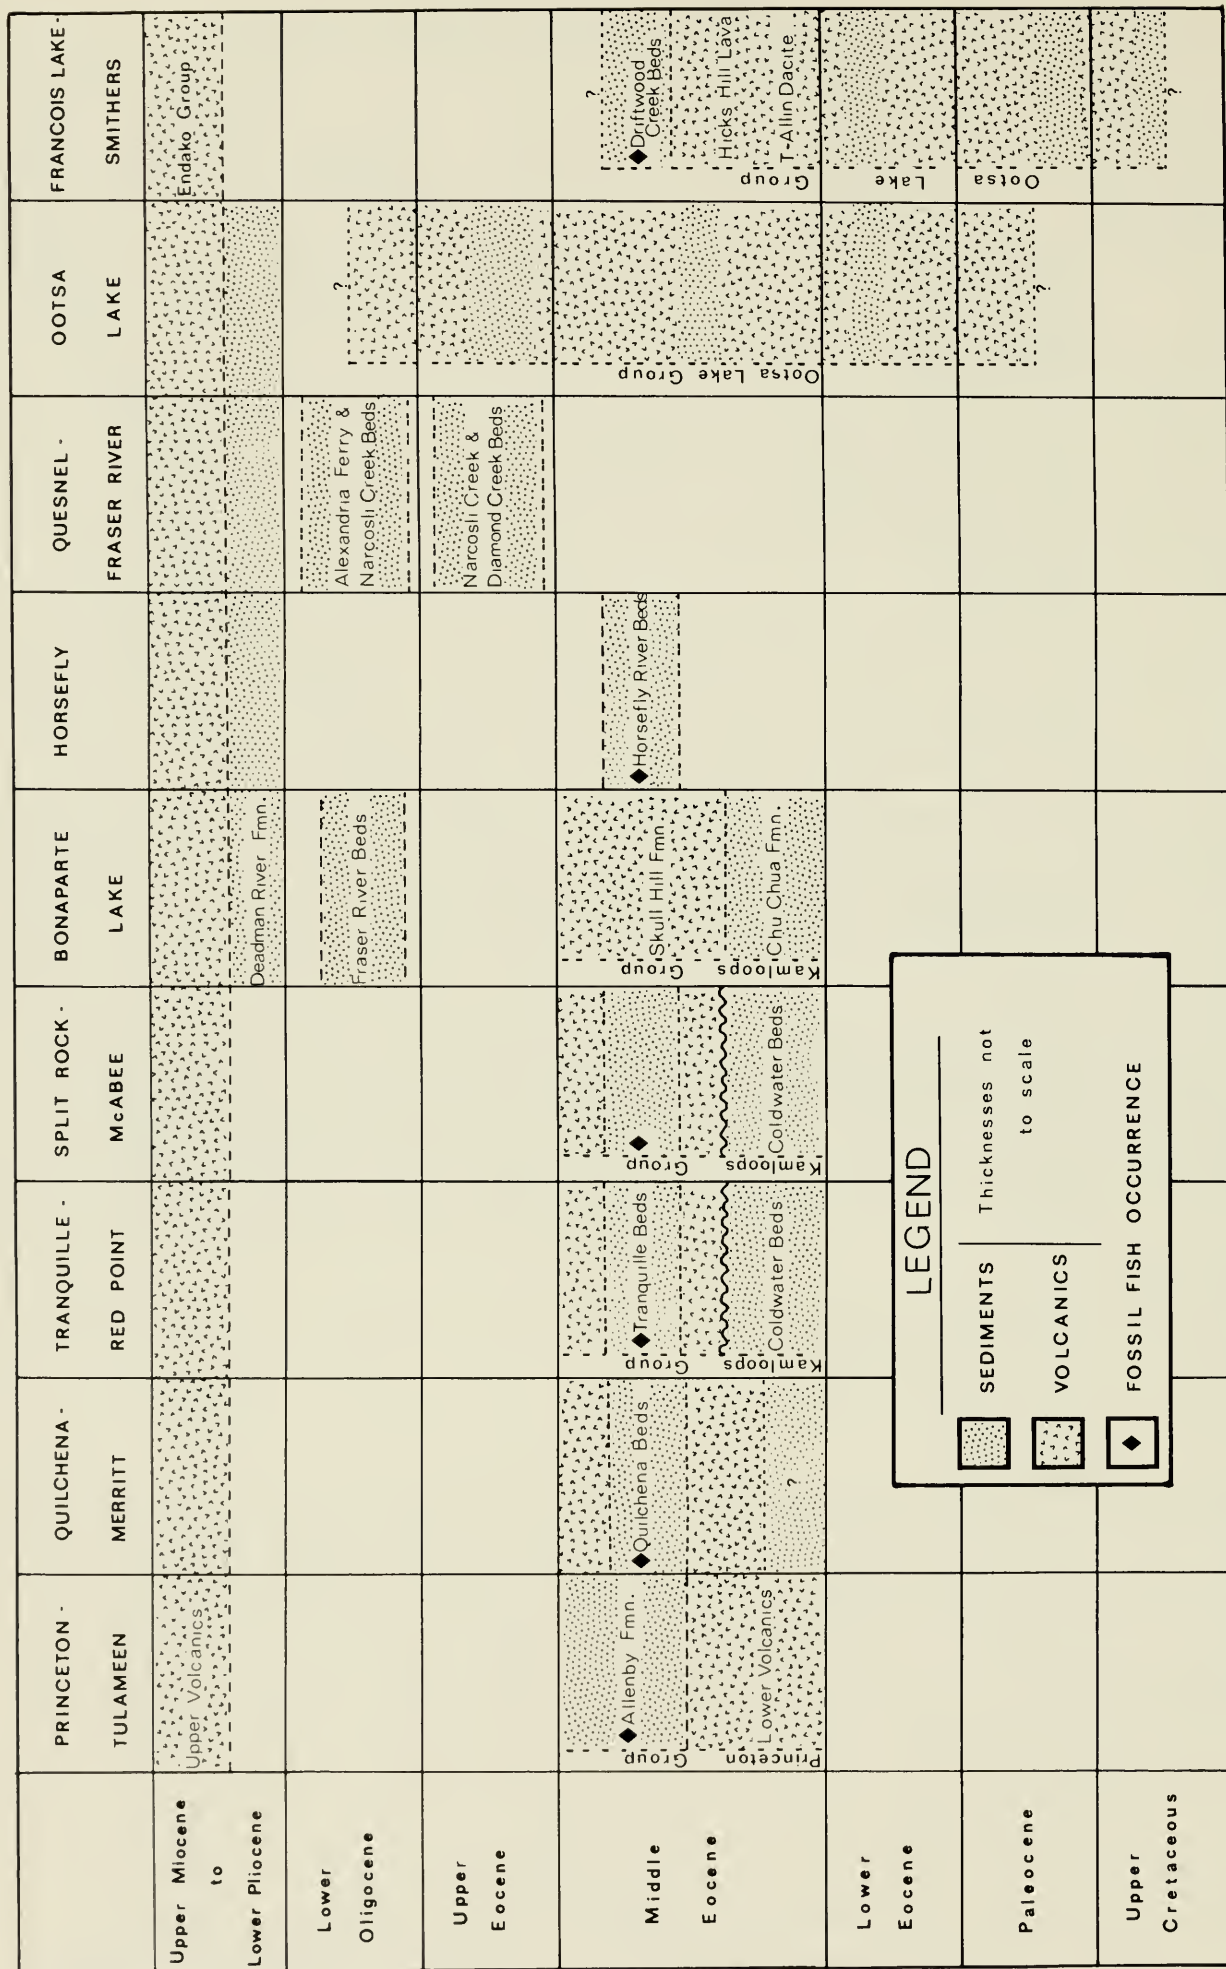 PRINCETON -
TULAMEEN
QUILCHENA -
MERRITT
TRANQUILLE -
RED POINT
SPLIT ROCK -
McABEE
BONAPARTE
LAKE
HORSEFLY
QUESNEL -
FRASER RIVER
OOTSA
LAKE
FRANCOIS LAKE -
SMITHERS
Upper Miocene
to
Lower Pliocene
Upper Volcanics
Deadman River Fmn.
Endako Group
Lower
Oligocene
Fraser River Beds
Alexandria Ferry &
Narcosli Creek Beds
?
Upper
Eocene
Narcosli Creek &
Diamond Creek Beds
Middle
Eocene
Princeton Group
Allenby Fmn.
Lower Volcanics
Quilchena Beds
?
Kamloops Group
Tranquille Beds
Coldwater Beds
Kamloops Group
Coldwater Beds
Kamloops Group
Skull Hill Fmn
Chu Chua Fmn.
Horsefly River Beds
Ootsa Lake Group
?
Driftwood
Creek Beds
Hicks Hill Lava
T-Allin Dacite
Ootsa Lake Group
Lower
Eocene
Paleocene
?
Upper
Cretaceous
?
LEGEND
SEDIMENTS
VOLCANICS
Thicknesses not
to scale
FOSSIL FISH OCCURRENCE